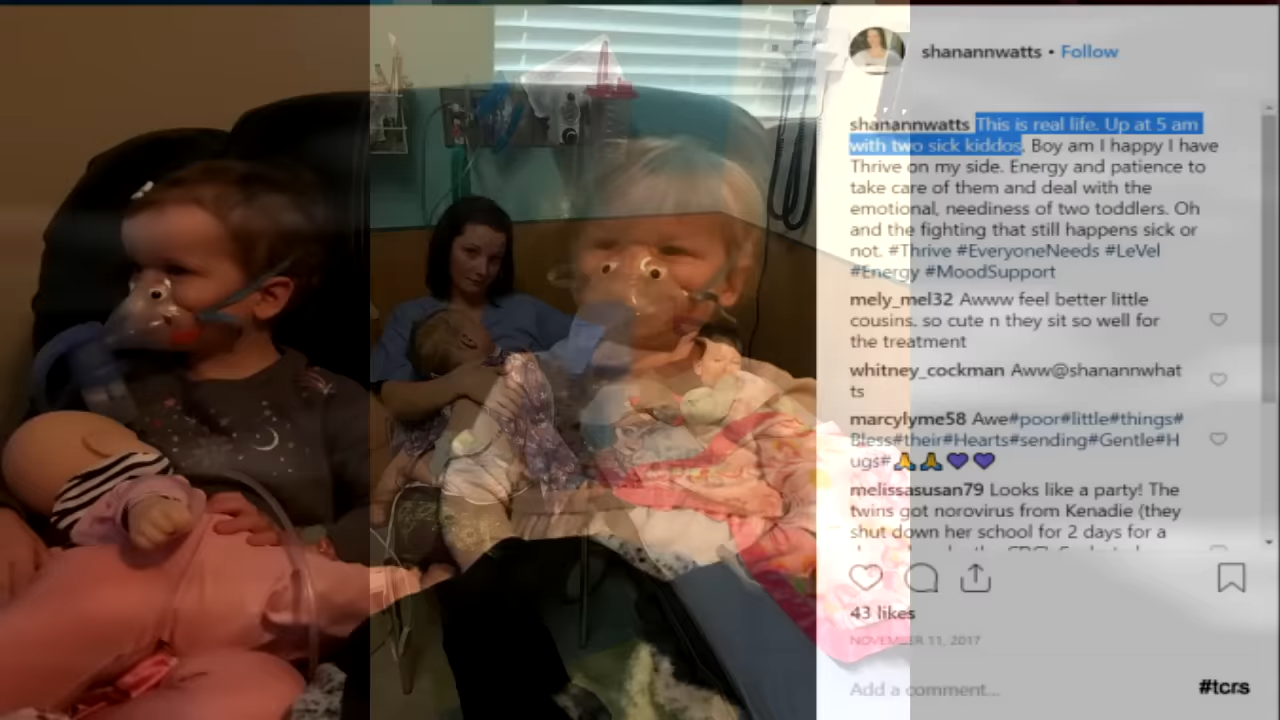 shanannwatts • Follow
shanannwatts This is real life. Up at 5 am
with two sick kiddos. Boy am I happy I have
Thrive on my side. Energy and patience to
take care of them and deal with the
emotional, neediness of two toddlers. Oh
and the fighting that still happens sick or
not. #Thrive #EveryoneNeeds #LeVel
#Energy #MoodSupport
mely_mel32 Awww feel better little
cousins. so cute n they sit so well for
the treatment
whitney_cockman Aww@shanannwhat
ts
marcylyme58 Awe#poor#little#things#
Bless#their#Hearts#sending#Gentle#H
ugs#🙏🙏💜💜
melissasusan79 Looks like a party! The
twins got norovirus from Kenadie (they
shut down her school for 2 days for a
43 likes
NOVEMBER 11, 2017
Add a comment...
#tcrs